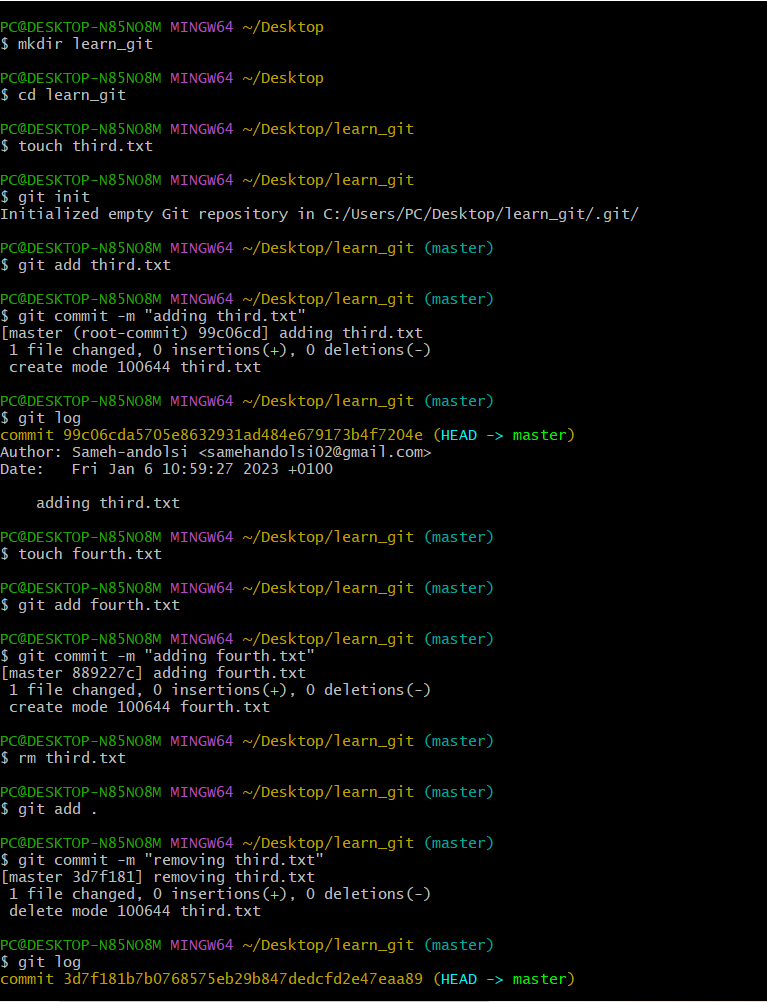 PC@DESKTOP-N85NO8M MINGW64 ~/Desktop
$ mkdir learn_git
PC@DESKTOP-N85NO8M MINGW64 ~/Desktop
$ cd learn_git
PC@DESKTOP-N85NO8M MINGW64 ~/Desktop/learn_git
$ touch third.txt
PC@DESKTOP-N85NO8M MINGW64 ~/Desktop/learn_git
$ git init
Initialized empty Git repository in C:/Users/PC/Desktop/learn_git/.git/
PC@DESKTOP-N85NO8M MINGW64 ~/Desktop/learn_git (master)
$ git add third.txt
PC@DESKTOP-N85NO8M MINGW64 ~/Desktop/learn_git (master)
$ git commit -m "adding third.txt"
[master (root-commit) 99c06cd] adding third.txt
 1 file changed, 0 insertions(+), 0 deletions(-)
 create mode 100644 third.txt
PC@DESKTOP-N85NO8M MINGW64 ~/Desktop/learn_git (master)
$ git log
commit 99c06cda5705e8632931ad484e679173b4f7204e (HEAD -> master)
Author: Sameh-andolsi <samehandolsi02@gmail.com>
Date:   Fri Jan 6 10:59:27 2023 +0100
    adding third.txt
PC@DESKTOP-N85NO8M MINGW64 ~/Desktop/learn_git (master)
$ touch fourth.txt
PC@DESKTOP-N85NO8M MINGW64 ~/Desktop/learn_git (master)
$ git add fourth.txt
PC@DESKTOP-N85NO8M MINGW64 ~/Desktop/learn_git (master)
$ git commit -m "adding fourth.txt"
[master 889227c] adding fourth.txt
 1 file changed, 0 insertions(+), 0 deletions(-)
 create mode 100644 fourth.txt
PC@DESKTOP-N85NO8M MINGW64 ~/Desktop/learn_git (master)
$ rm third.txt
PC@DESKTOP-N85NO8M MINGW64 ~/Desktop/learn_git (master)
$ git add .
PC@DESKTOP-N85NO8M MINGW64 ~/Desktop/learn_git (master)
$ git commit -m "removing third.txt"
[master 3d7f181] removing third.txt
 1 file changed, 0 insertions(+), 0 deletions(-)
 delete mode 100644 third.txt
PC@DESKTOP-N85NO8M MINGW64 ~/Desktop/learn_git (master)
$ git log
commit 3d7f181b7b0768575eb29b847dedcfd2e47eaa89 (HEAD -> master)